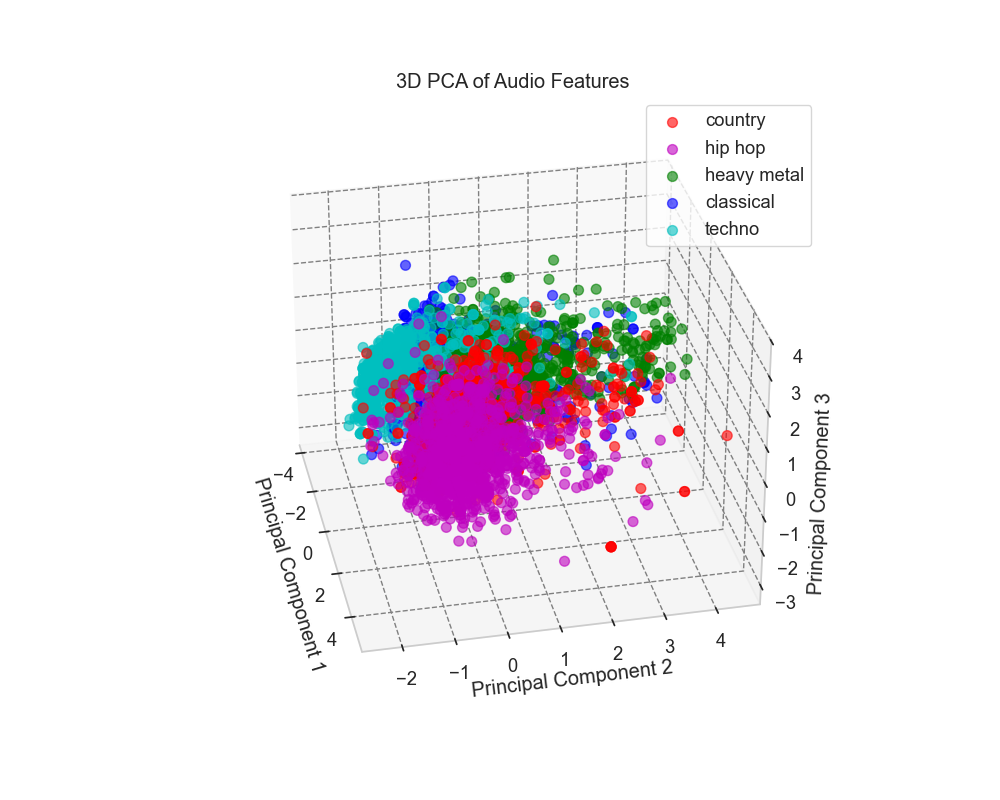 3D PCA of Audio Features
country
hip hop
heavy metal
classical
techno
4
3
2
1
0
−1
−2
−3
Principal Component 3
−4
−2
0
2
4
Principal Component 1
−2
−1
0
1
2
3
4
Principal Component 2